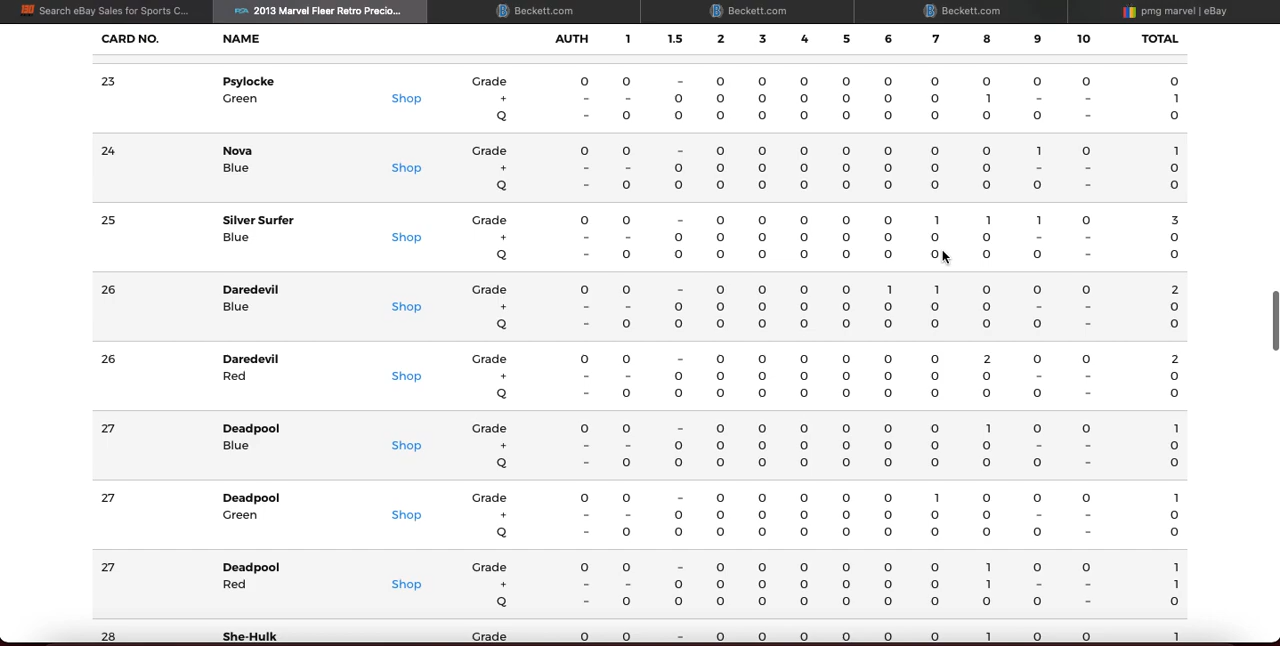 Search eBay Sales for Sports C... PSA 2013 Marvel Fleer Retro Precio... Beckett.com Beckett.com Beckett.com pmg marvel | eBay
CARD NO. NAME AUTH 1 1.5 2 3 4 5 6 7 8 9 10 TOTAL
23 Psylocke Grade 0 0 – 0 0 0 0 0 0 0 0 0 0
Green Shop + – – 0 0 0 0 0 0 0 1 – – 1
Q – 0 0 0 0 0 0 0 0 0 0 – 0
24 Nova Grade 0 0 – 0 0 0 0 0 0 0 1 0 1
Blue Shop + – – 0 0 0 0 0 0 0 0 – – 0
Q – 0 0 0 0 0 0 0 0 0 0 – 0
25 Silver Surfer Grade 0 0 – 0 0 0 0 0 1 1 1 0 3
Blue Shop + – – 0 0 0 0 0 0 0 0 – – 0
Q – 0 0 0 0 0 0 0 0 0 0 – 0
26 Daredevil Grade 0 0 – 0 0 0 0 1 1 0 0 0 2
Blue Shop + – – 0 0 0 0 0 0 0 0 – – 0
Q – 0 0 0 0 0 0 0 0 0 0 – 0
26 Daredevil Grade 0 0 – 0 0 0 0 0 0 2 0 0 2
Red Shop + – – 0 0 0 0 0 0 0 0 – – 0
Q – 0 0 0 0 0 0 0 0 0 0 – 0
27 Deadpool Grade 0 0 – 0 0 0 0 0 0 1 0 0 1
Blue Shop + – – 0 0 0 0 0 0 0 0 – – 0
Q – 0 0 0 0 0 0 0 0 0 0 – 0
27 Deadpool Grade 0 0 – 0 0 0 0 0 1 0 0 0 1
Green Shop + – – 0 0 0 0 0 0 0 0 – – 0
Q – 0 0 0 0 0 0 0 0 0 0 – 0
27 Deadpool Grade 0 0 – 0 0 0 0 0 0 1 0 0 1
Red Shop + – – 0 0 0 0 0 0 0 1 – – 1
Q – 0 0 0 0 0 0 0 0 0 0 – 0
28 She-Hulk Grade 0 0 – 0 0 0 0 0 0 1 0 0 1